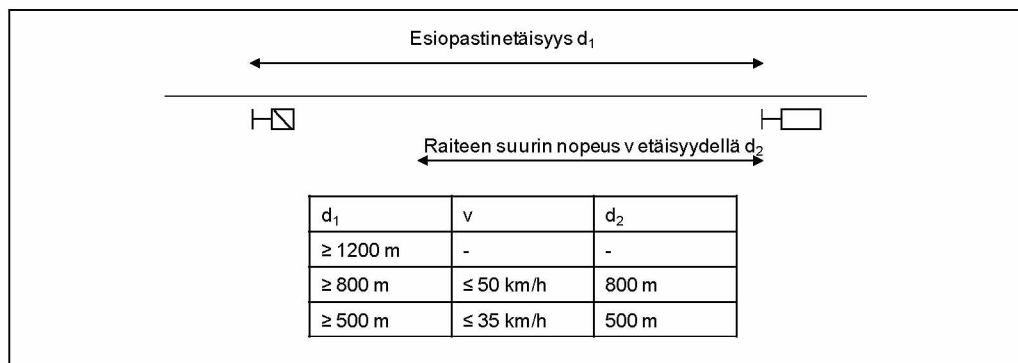 Esiopastinetäisyys d₁
Raiteen suurin nopeus v etäisyydellä d₂
d₁ v d₂
≥ 1200 m - -
≥ 800 m ≤ 50 km/h 800 m
≥ 500 m ≤ 35 km/h 500 m